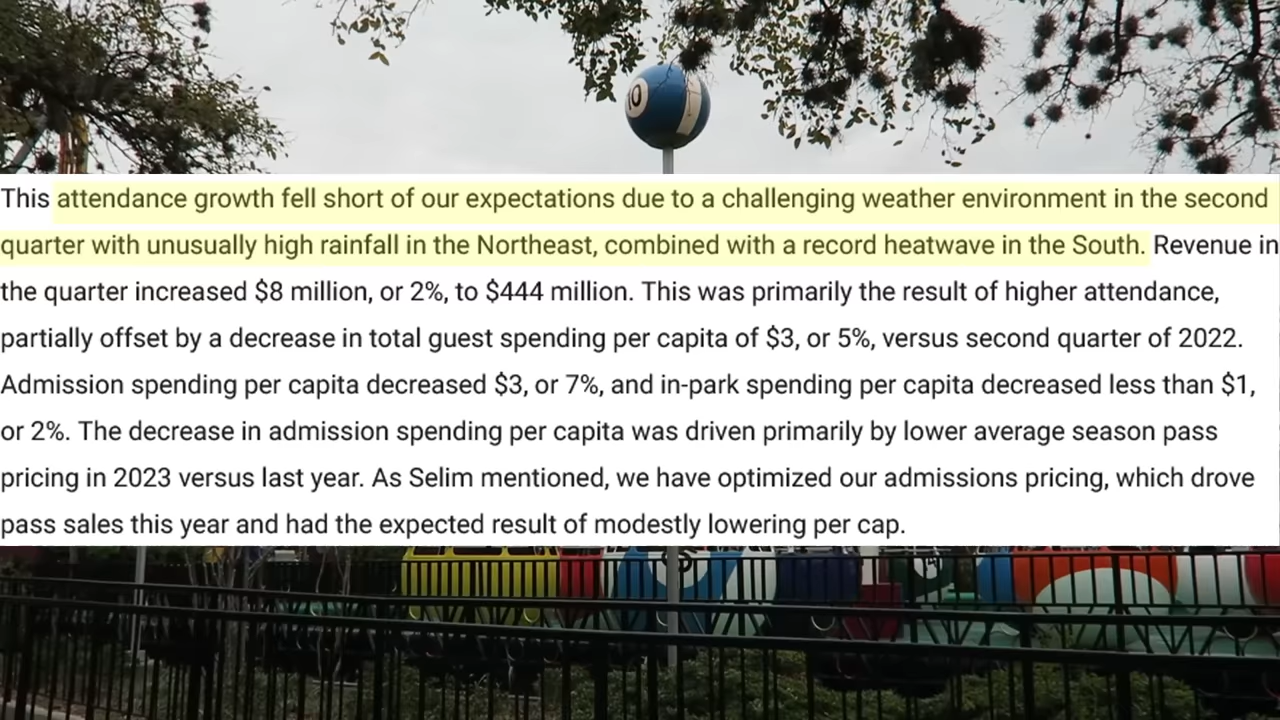 10
This attendance growth fell short of our expectations due to a challenging weather environment in the second
quarter with unusually high rainfall in the Northeast, combined with a record heatwave in the South. Revenue in
the quarter increased $8 million, or 2%, to $444 million. This was primarily the result of higher attendance,
partially offset by a decrease in total guest spending per capita of $3, or 5%, versus second quarter of 2022.
Admission spending per capita decreased $3, or 7%, and in-park spending per capita decreased less than $1,
or 2%. The decrease in admission spending per capita was driven primarily by lower average season pass
pricing in 2023 versus last year. As Selim mentioned, we have optimized our admissions pricing, which drove
pass sales this year and had the expected result of modestly lowering per cap.